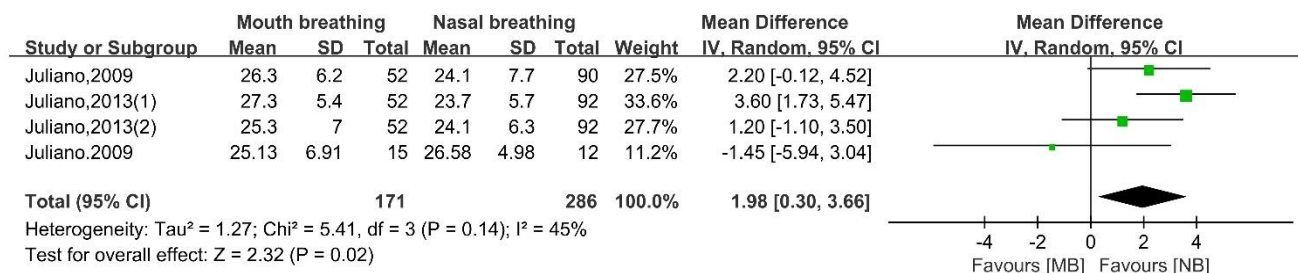 Mouth breathing Nasal breathing Mean Difference Mean Difference
Study or Subgroup Mean SD Total Mean SD Total Weight IV, Random, 95% CI IV, Random, 95% CI
Juliano,2009 26.3 6.2 52 24.1 7.7 90 27.5% 2.20 [-0.12, 4.52]
Juliano,2013(1) 27.3 5.4 52 23.7 5.7 92 33.6% 3.60 [1.73, 5.47]
Juliano,2013(2) 25.3 7 52 24.1 6.3 92 27.7% 1.20 [-1.10, 3.50]
Juliano.2009 25.13 6.91 15 26.58 4.98 12 11.2% -1.45 [-5.94, 3.04]
Total (95% CI) 171 286 100.0% 1.98 [0.30, 3.66]
Heterogeneity: Tau² = 1.27; Chi² = 5.41, df = 3 (P = 0.14); I² = 45%
Test for overall effect: Z = 2.32 (P = 0.02)
-4 -2 0 2 4
Favours [MB] Favours [NB]